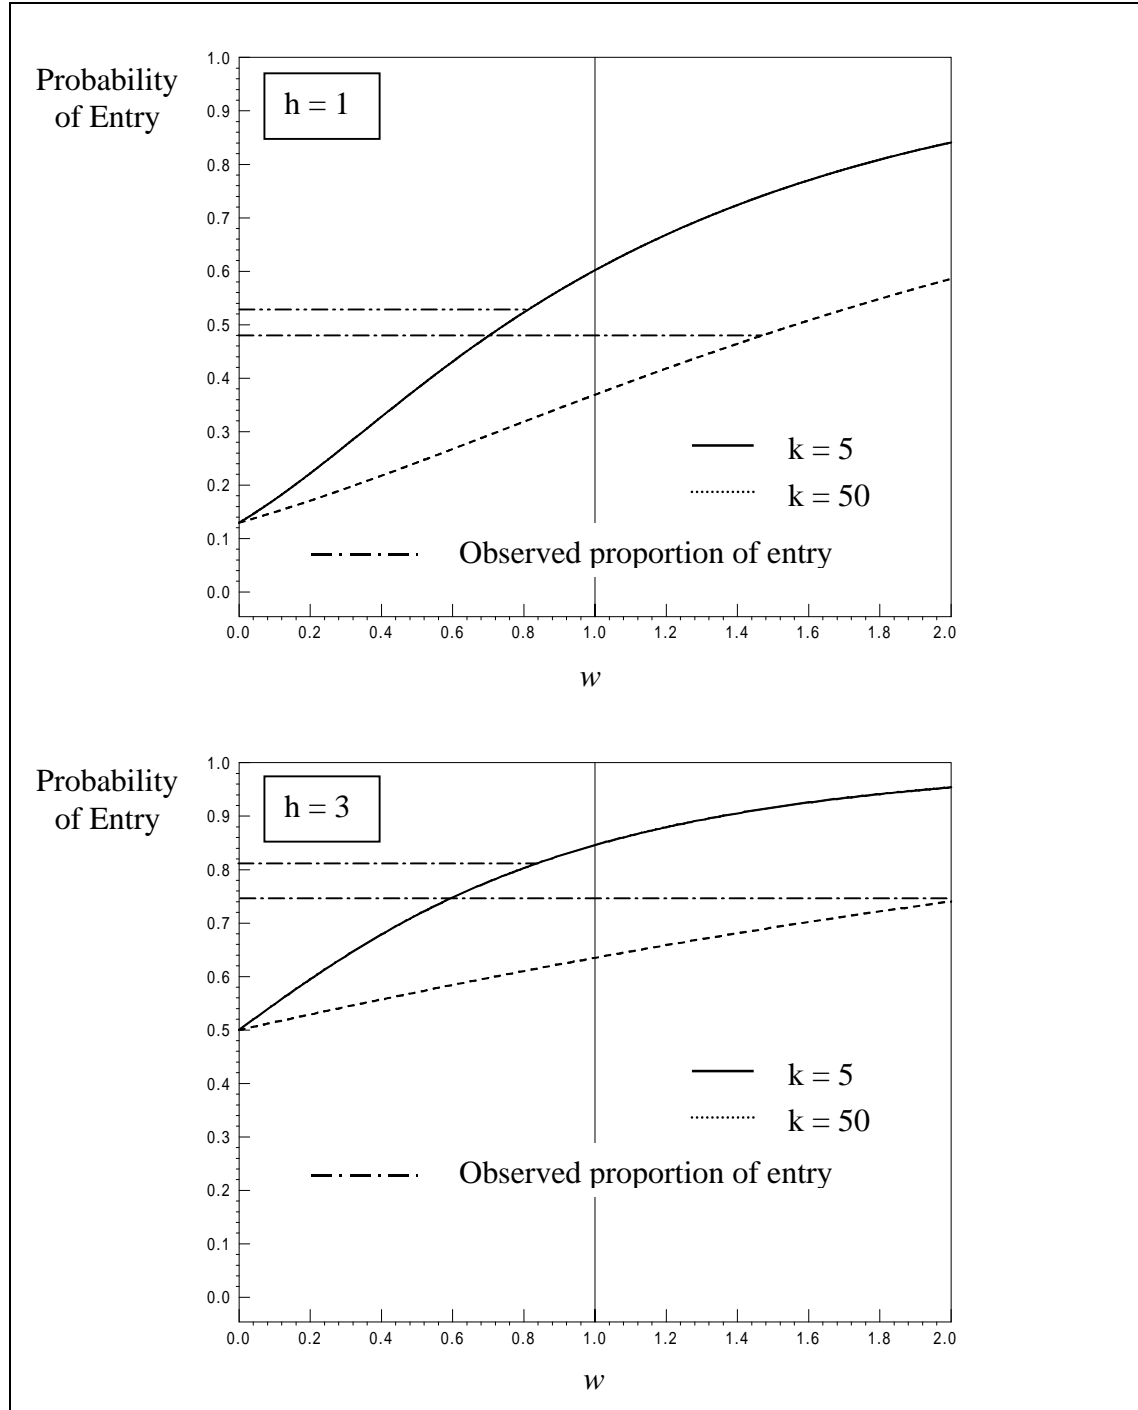 Probability
of Entry
h = 1
1.0
0.9
0.8
0.7
0.6
0.5
0.4
0.3
0.2
0.1
0.0
k = 5
k = 50
Observed proportion of entry
0.0 0.2 0.4 0.6 0.8 1.0 1.2 1.4 1.6 1.8 2.0
w
Probability
of Entry
h = 3
1.0
0.9
0.8
0.7
0.6
0.5
0.4
0.3
0.2
0.1
0.0
k = 5
k = 50
Observed proportion of entry
0.0 0.2 0.4 0.6 0.8 1.0 1.2 1.4 1.6 1.8 2.0
w